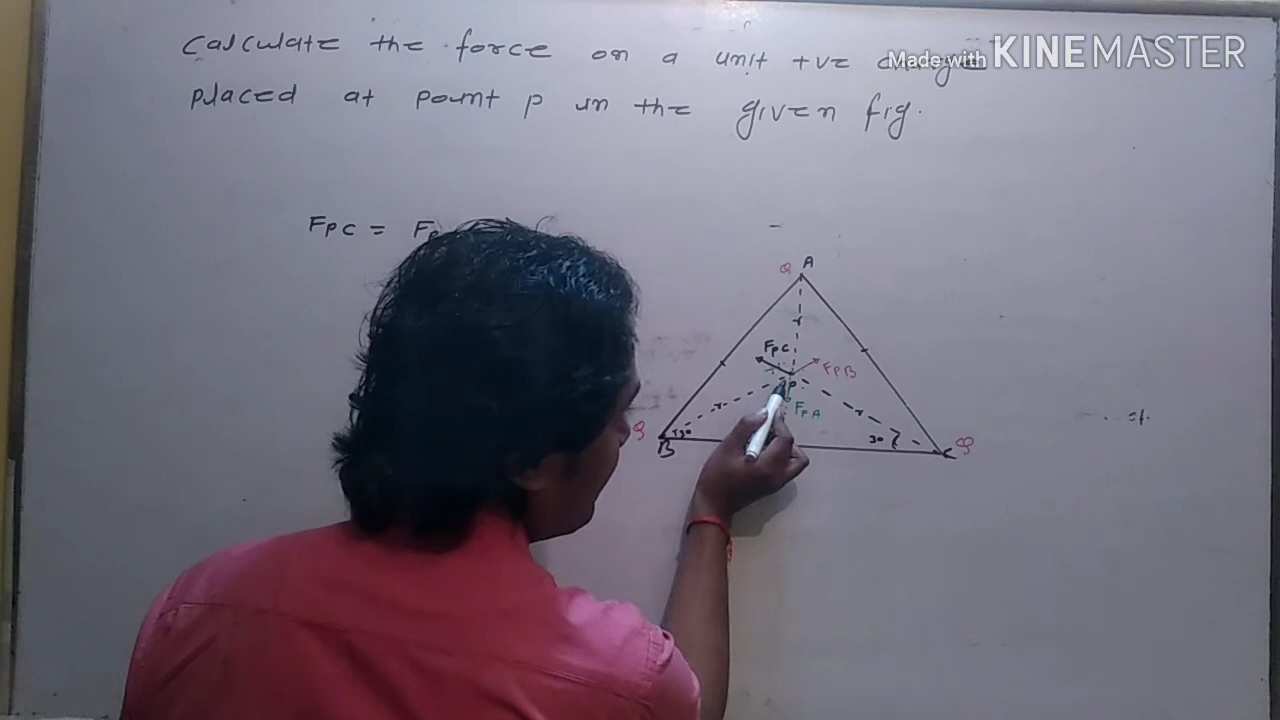 Calculate the force on a unit +ve charge
Made with KINEMASTER
placed at point p in the given fig.
FPC =
Q A
r
FPC
FPB
P
FPA
r
r
Q
B
30
30
C
Q